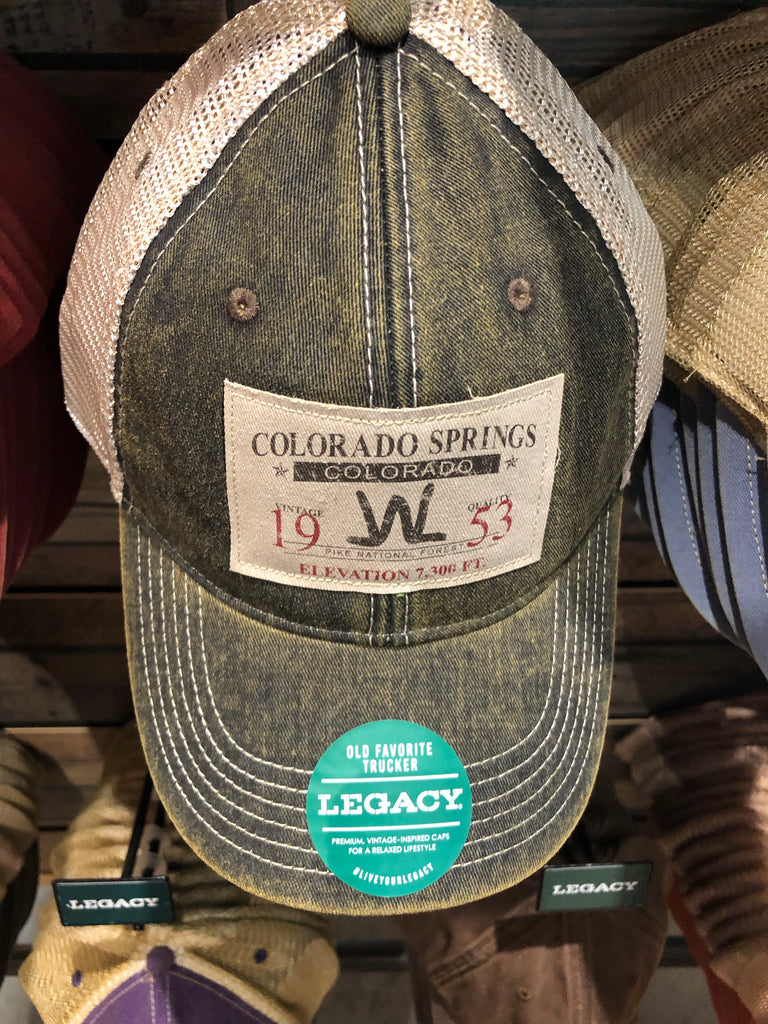 COLORADO SPRINGS
COLORADO
VINTAGE
QUALITY
19
53
PIKE NATIONAL FOREST
ELEVATION 7,300 FT.
OLD FAVORITE
TRUCKER
LEGACY
PREMIUM, VINTAGE-INSPIRED CAPS
FOR A RELAXED LIFESTYLE
#LIVEYOURLEGACY
LEGACY
LEGACY